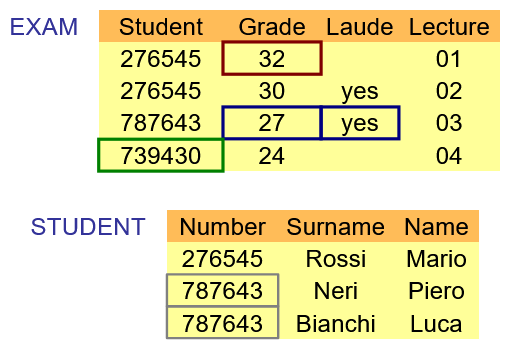 EXAM Student Grade Laude Lecture
276545 32 01
276545 30 yes 02
787643 27 yes 03
739430 24 04
STUDENT Number Surname Name
276545 Rossi Mario
787643 Neri Piero
787643 Bianchi Luca